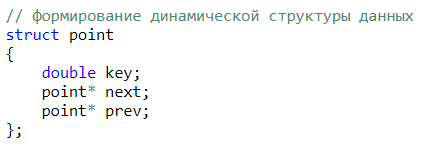 // формирование динамической структуры данных
struct point
{
    double key;
    point* next;
    point* prev;
};